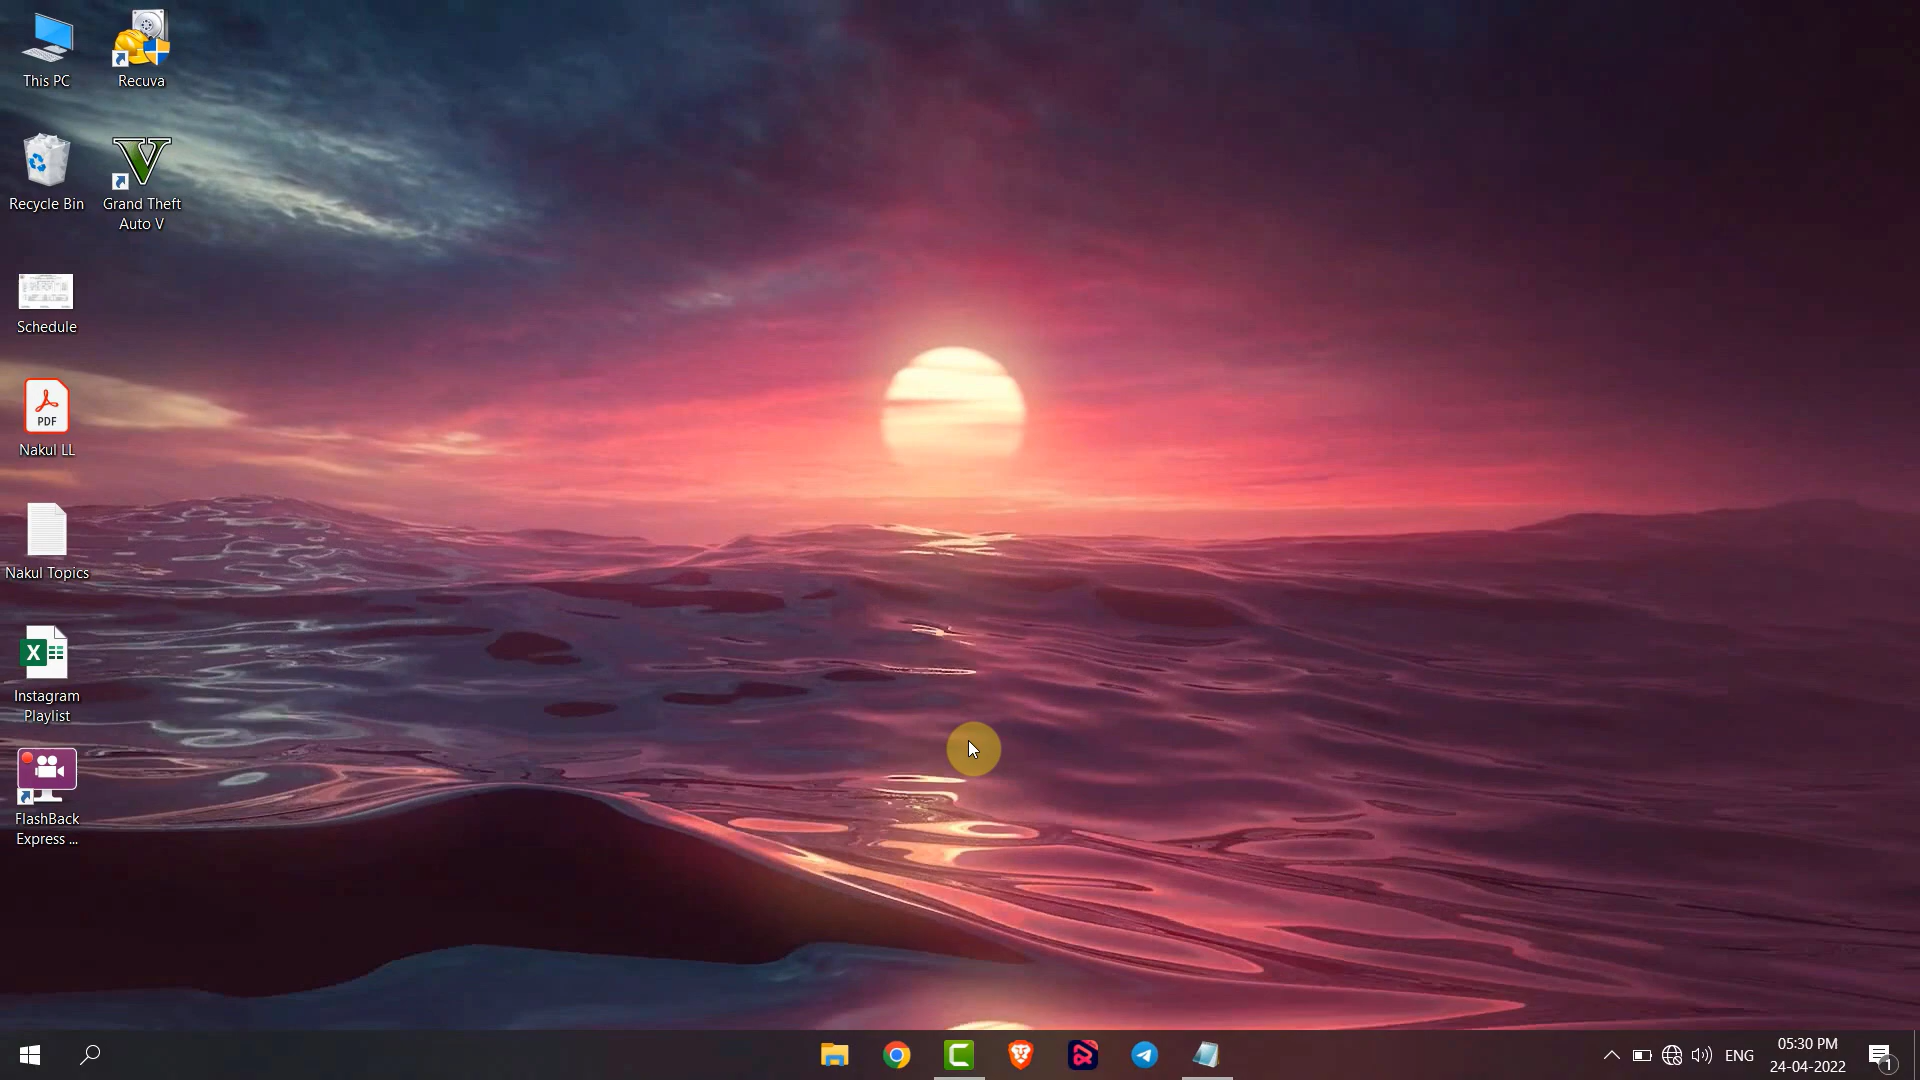 This PC
Recuva
Recycle Bin
Grand Theft
Auto V
Schedule
PDF
Nakul LL
Nakul Topics
X
Instagram
Playlist
FlashBack
Express ...
ENG
05:30 PM
24-04-2022
1